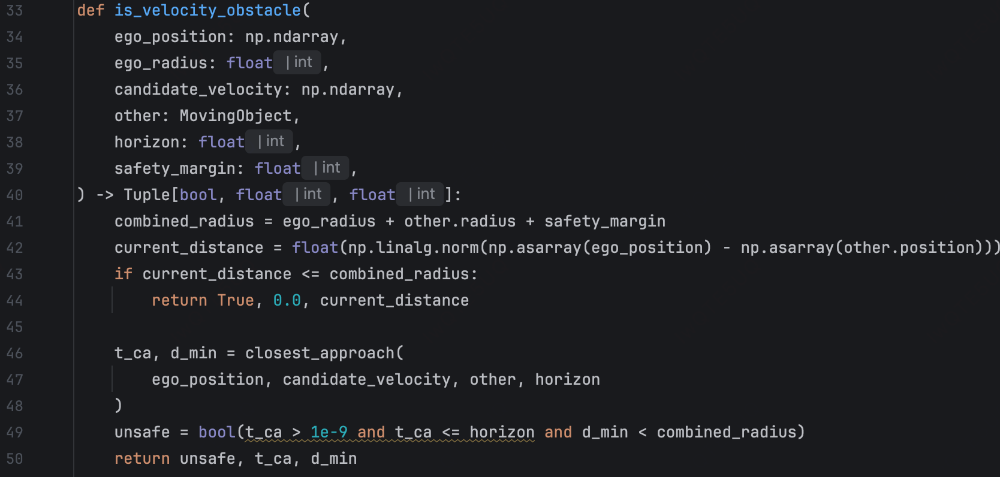 33 def is_velocity_obstacle(
34     ego_position: np.ndarray,
35     ego_radius: float | int,
36     candidate_velocity: np.ndarray,
37     other: MovingObject,
38     horizon: float | int,
39     safety_margin: float | int,
40 ) -> Tuple[bool, float | int, float | int]:
41     combined_radius = ego_radius + other.radius + safety_margin
42     current_distance = float(np.linalg.norm(np.asarray(ego_position) - np.asarray(other.position)))
43     if current_distance <= combined_radius:
44         return True, 0.0, current_distance
45
46     t_ca, d_min = closest_approach(
47         ego_position, candidate_velocity, other, horizon
48     )
49     unsafe = bool(t_ca > 1e-9 and t_ca <= horizon and d_min < combined_radius)
50     return unsafe, t_ca, d_min